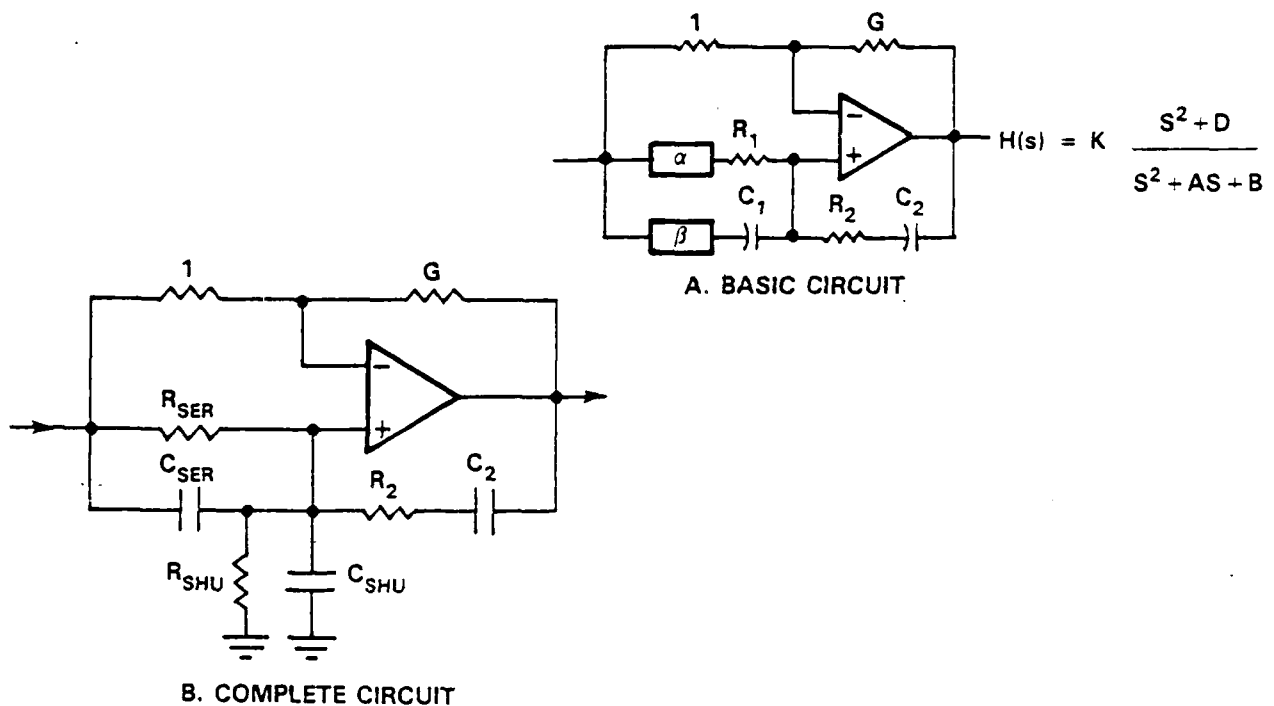 1 G
R1
α
− +
H(s) = K (S² + D) / (S² + AS + B)
β
C1 R2 C2
A. BASIC CIRCUIT
1 G
− +
RSER
CSER
R2 C2
RSHU CSHU
B. COMPLETE CIRCUIT